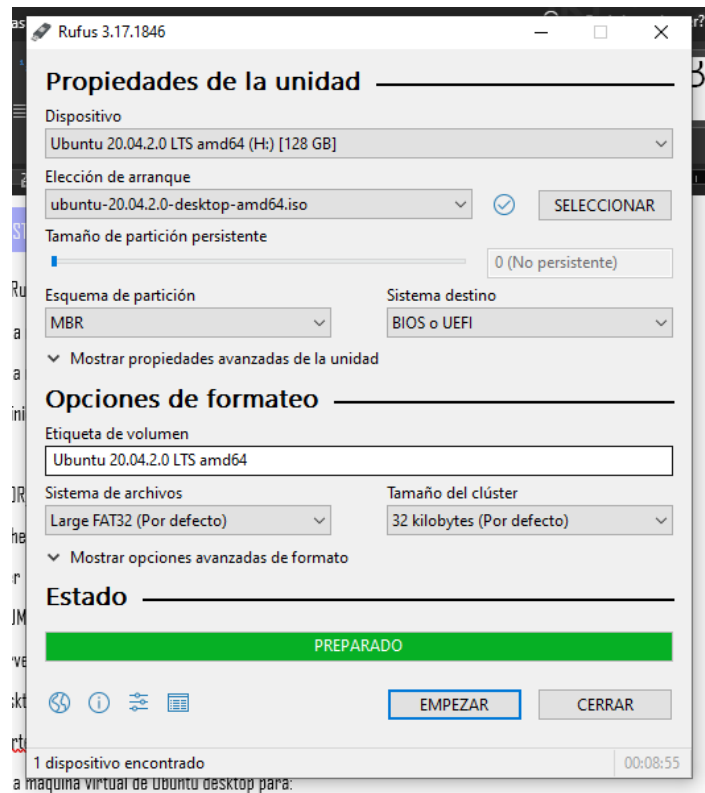 Rufus 3.17.1846
Propiedades de la unidad
Dispositivo
Ubuntu 20.04.2.0 LTS amd64 (H:) [128 GB]
Elección de arranque
ubuntu-20.04.2.0-desktop-amd64.iso
SELECCIONAR
Tamaño de partición persistente
0 (No persistente)
Esquema de partición
Sistema destino
MBR
BIOS o UEFI
Mostrar propiedades avanzadas de la unidad
Opciones de formateo
Etiqueta de volumen
Ubuntu 20.04.2.0 LTS amd64
Sistema de archivos
Tamaño del clúster
Large FAT32 (Por defecto)
32 kilobytes (Por defecto)
Mostrar opciones avanzadas de formato
Estado
PREPARADO
EMPEZAR
CERRAR
1 dispositivo encontrado
00:08:55
a maquina virtual de Ubuntu desktop para: